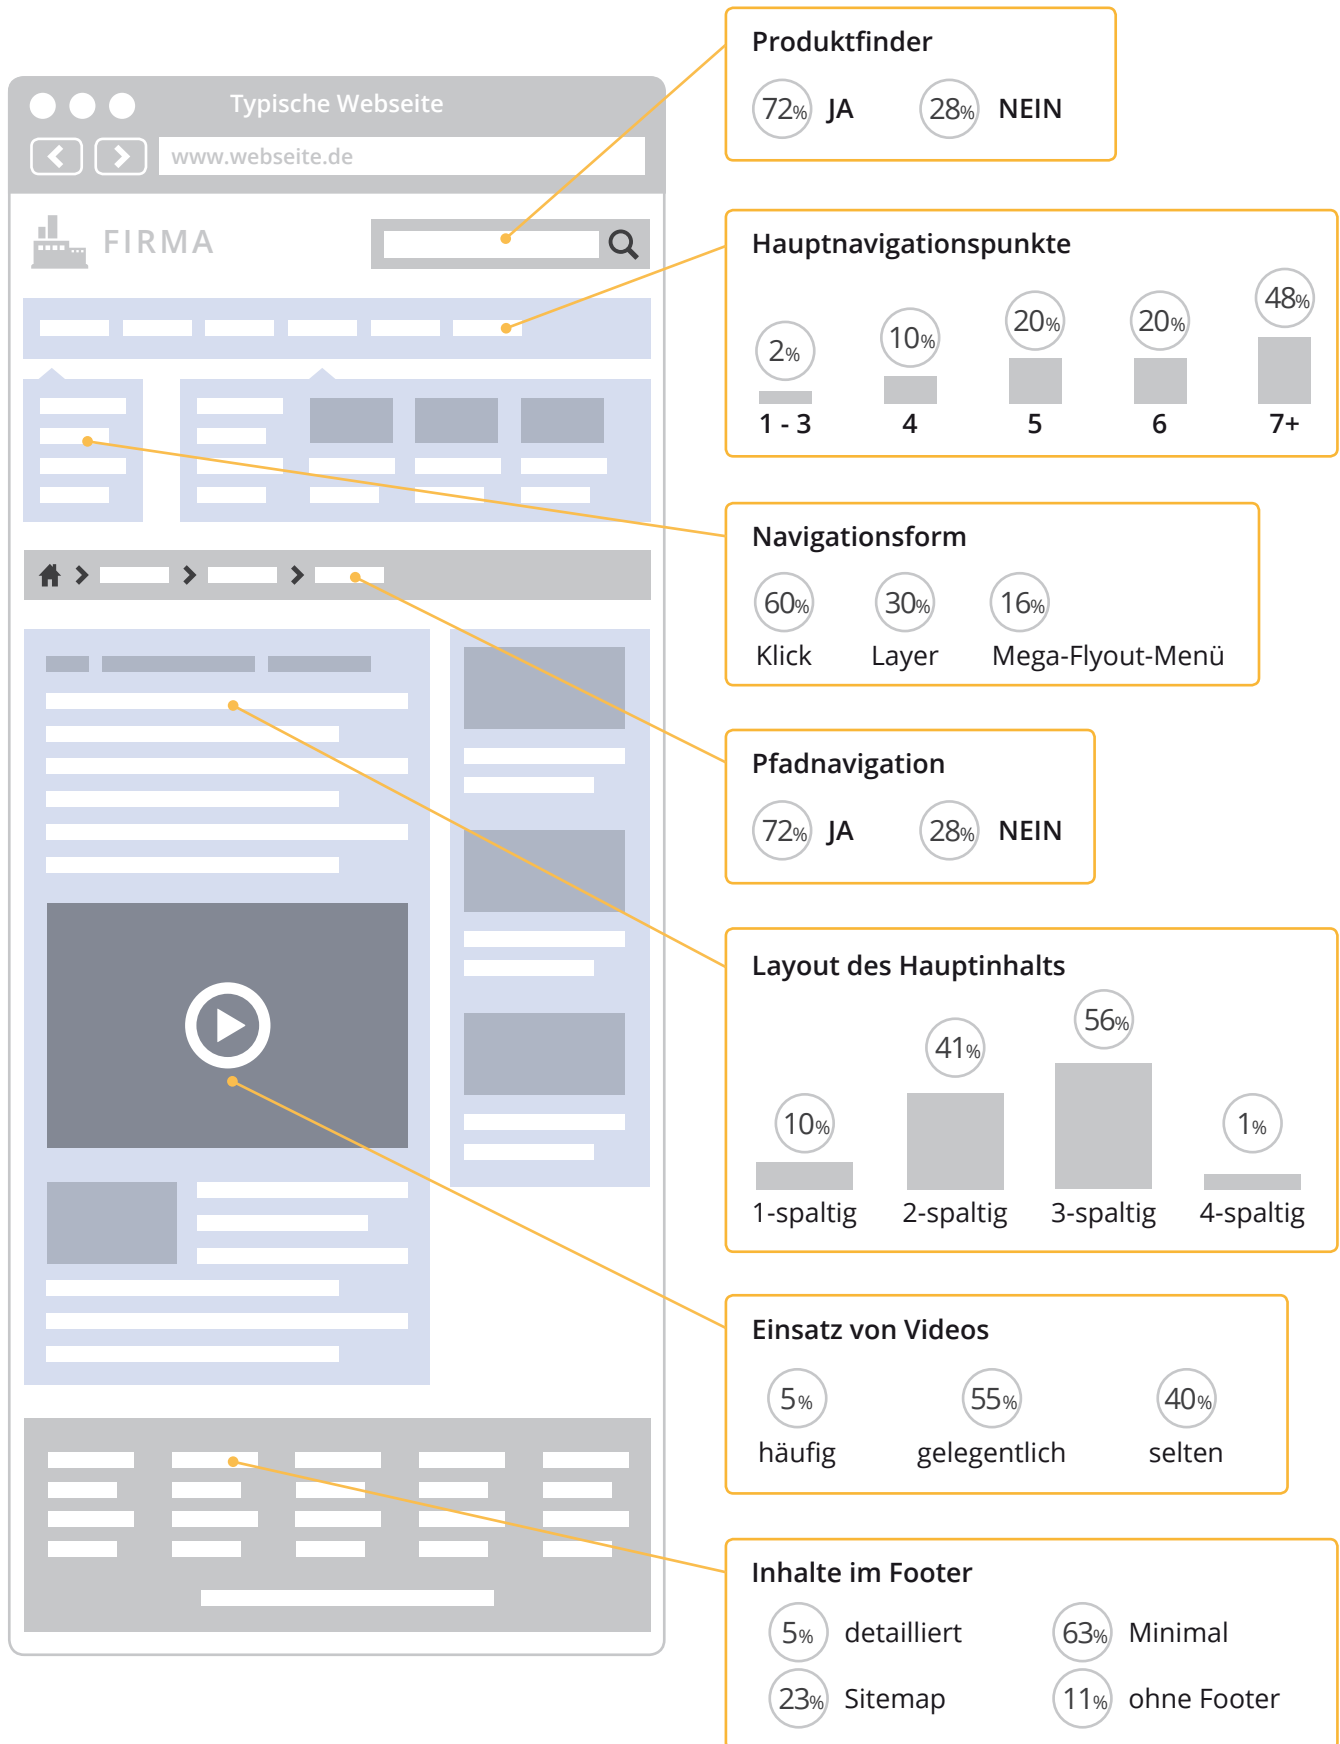 Typische Webseite
www.webseite.de
FIRMA
Produktfinder
72% JA 28% NEIN
Hauptnavigationspunkte
2% 10% 20% 20% 48%
1 - 3 4 5 6 7+
Navigationsform
60% 30% 16%
Klick Layer Mega-Flyout-Menü
Pfadnavigation
72% JA 28% NEIN
Layout des Hauptinhalts
10% 41% 56% 1%
1-spaltig 2-spaltig 3-spaltig 4-spaltig
Einsatz von Videos
5% 55% 40%
häufig gelegentlich selten
Inhalte im Footer
5% detailliert 63% Minimal
23% Sitemap 11% ohne Footer